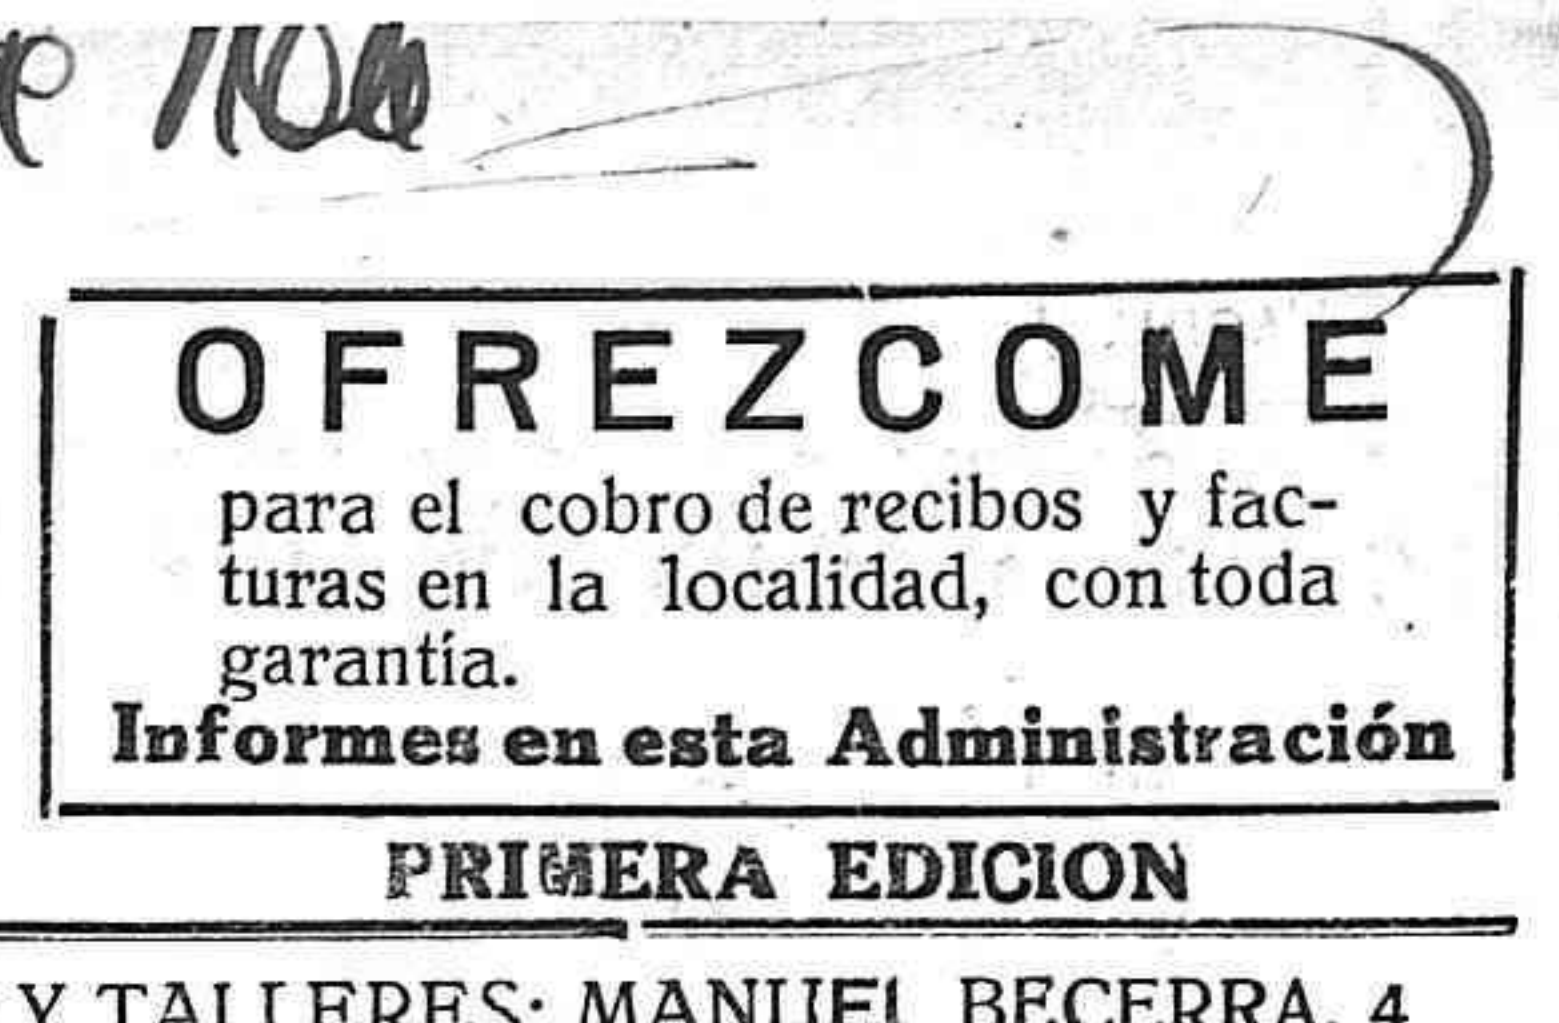 OFREZCOME
para el cobro de recibos y fac-
turas en la localidad, con toda
garantía.
Informes en esta Administración
PRIMERA EDICION
Y TALLERES: MANUEL BECERRA, 4